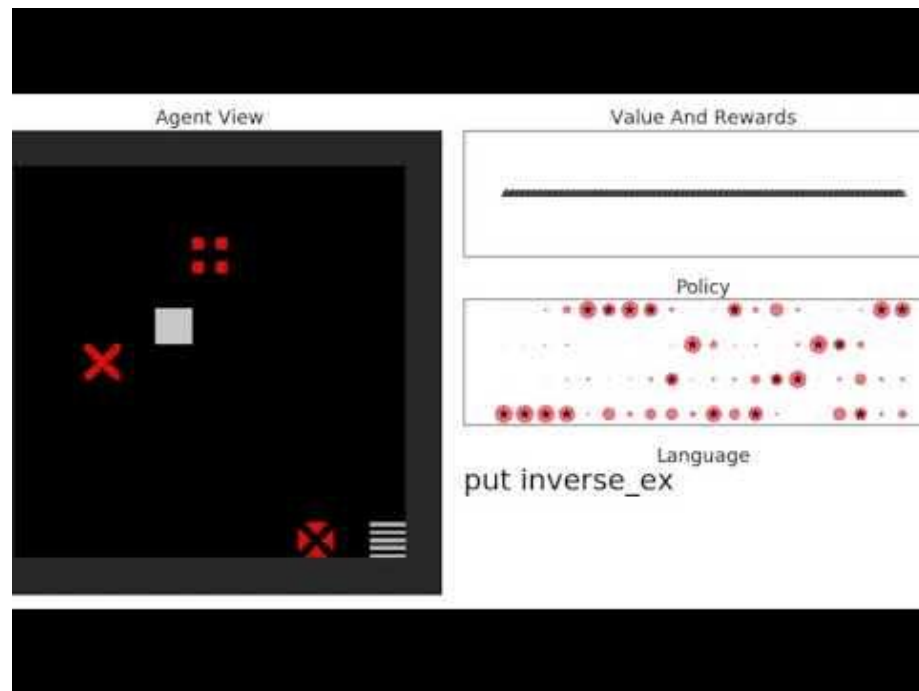 Agent View
Value And Rewards
Policy
Language
put inverse_ex